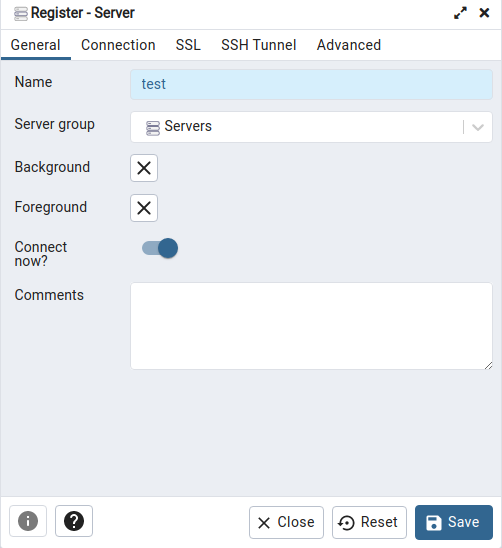 Register - Server
General Connection SSL SSH Tunnel Advanced
Name test
Server group Servers
Background
Foreground
Connect
now?
Comments
Close Reset Save